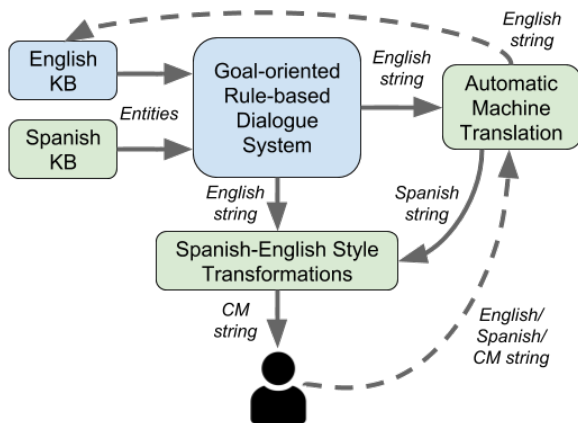 English
string
English
KB
Goal-oriented
Rule-based
Dialogue
System
English
string
Automatic
Machine
Translation
Entities
Spanish
KB
English
string
Spanish
string
Spanish-English Style
Transformations
CM
string
English/
Spanish/
CM string